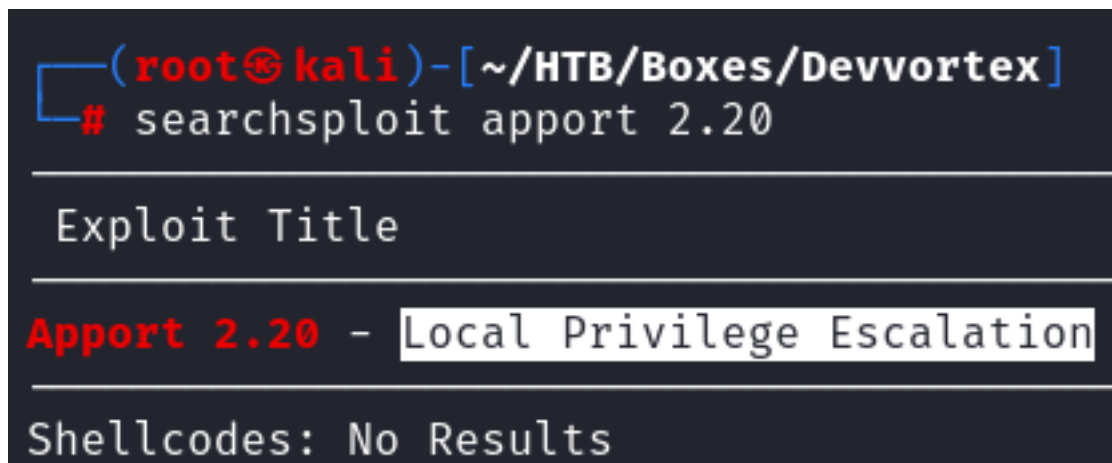 (root㉿kali)-[~/HTB/Boxes/Devvortex]
# searchsploit apport 2.20
Exploit Title
Apport 2.20 - Local Privilege Escalation
Shellcodes: No Results